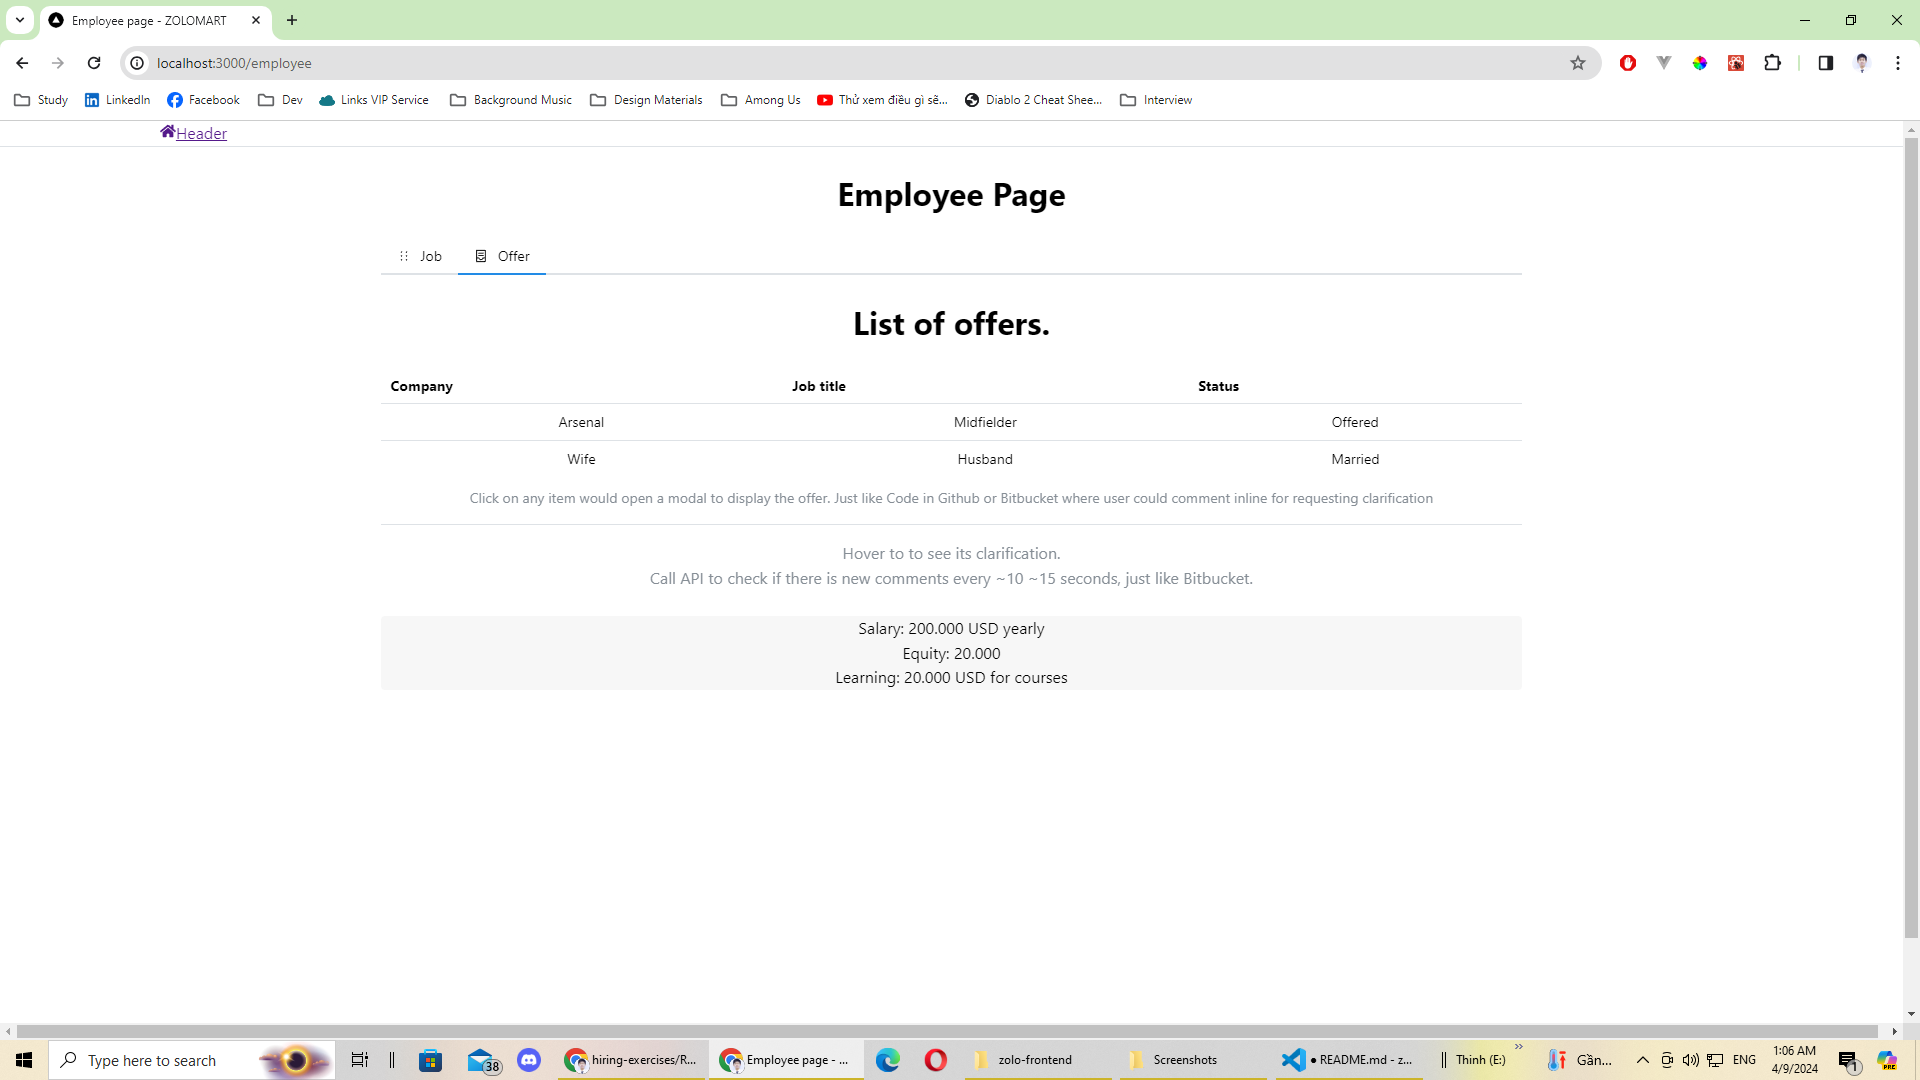 Employee page - ZOLOMART
localhost:3000/employee
Study LinkedIn Facebook Dev Links VIP Service Background Music Design Materials Among Us Thử xem điều gì sẽ... Diablo 2 Cheat Shee... Interview
Header
Employee Page
Job Offer
List of offers.
Company Job title Status
Arsenal Midfielder Offered
Wife Husband Married
Click on any item would open a modal to display the offer. Just like Code in Github or Bitbucket where user could comment inline for requesting clarification
Hover to to see its clarification.
Call API to check if there is new comments every ~10 ~15 seconds, just like Bitbucket.
Salary: 200.000 USD yearly
Equity: 20.000
Learning: 20.000 USD for courses
Type here to search 38 hiring-exercises/R... Employee page - ... zolo-frontend Screenshots ● README.md - z... Thinh (E:) » Gần... ENG 1:06 AM 1 PRE
4/9/2024